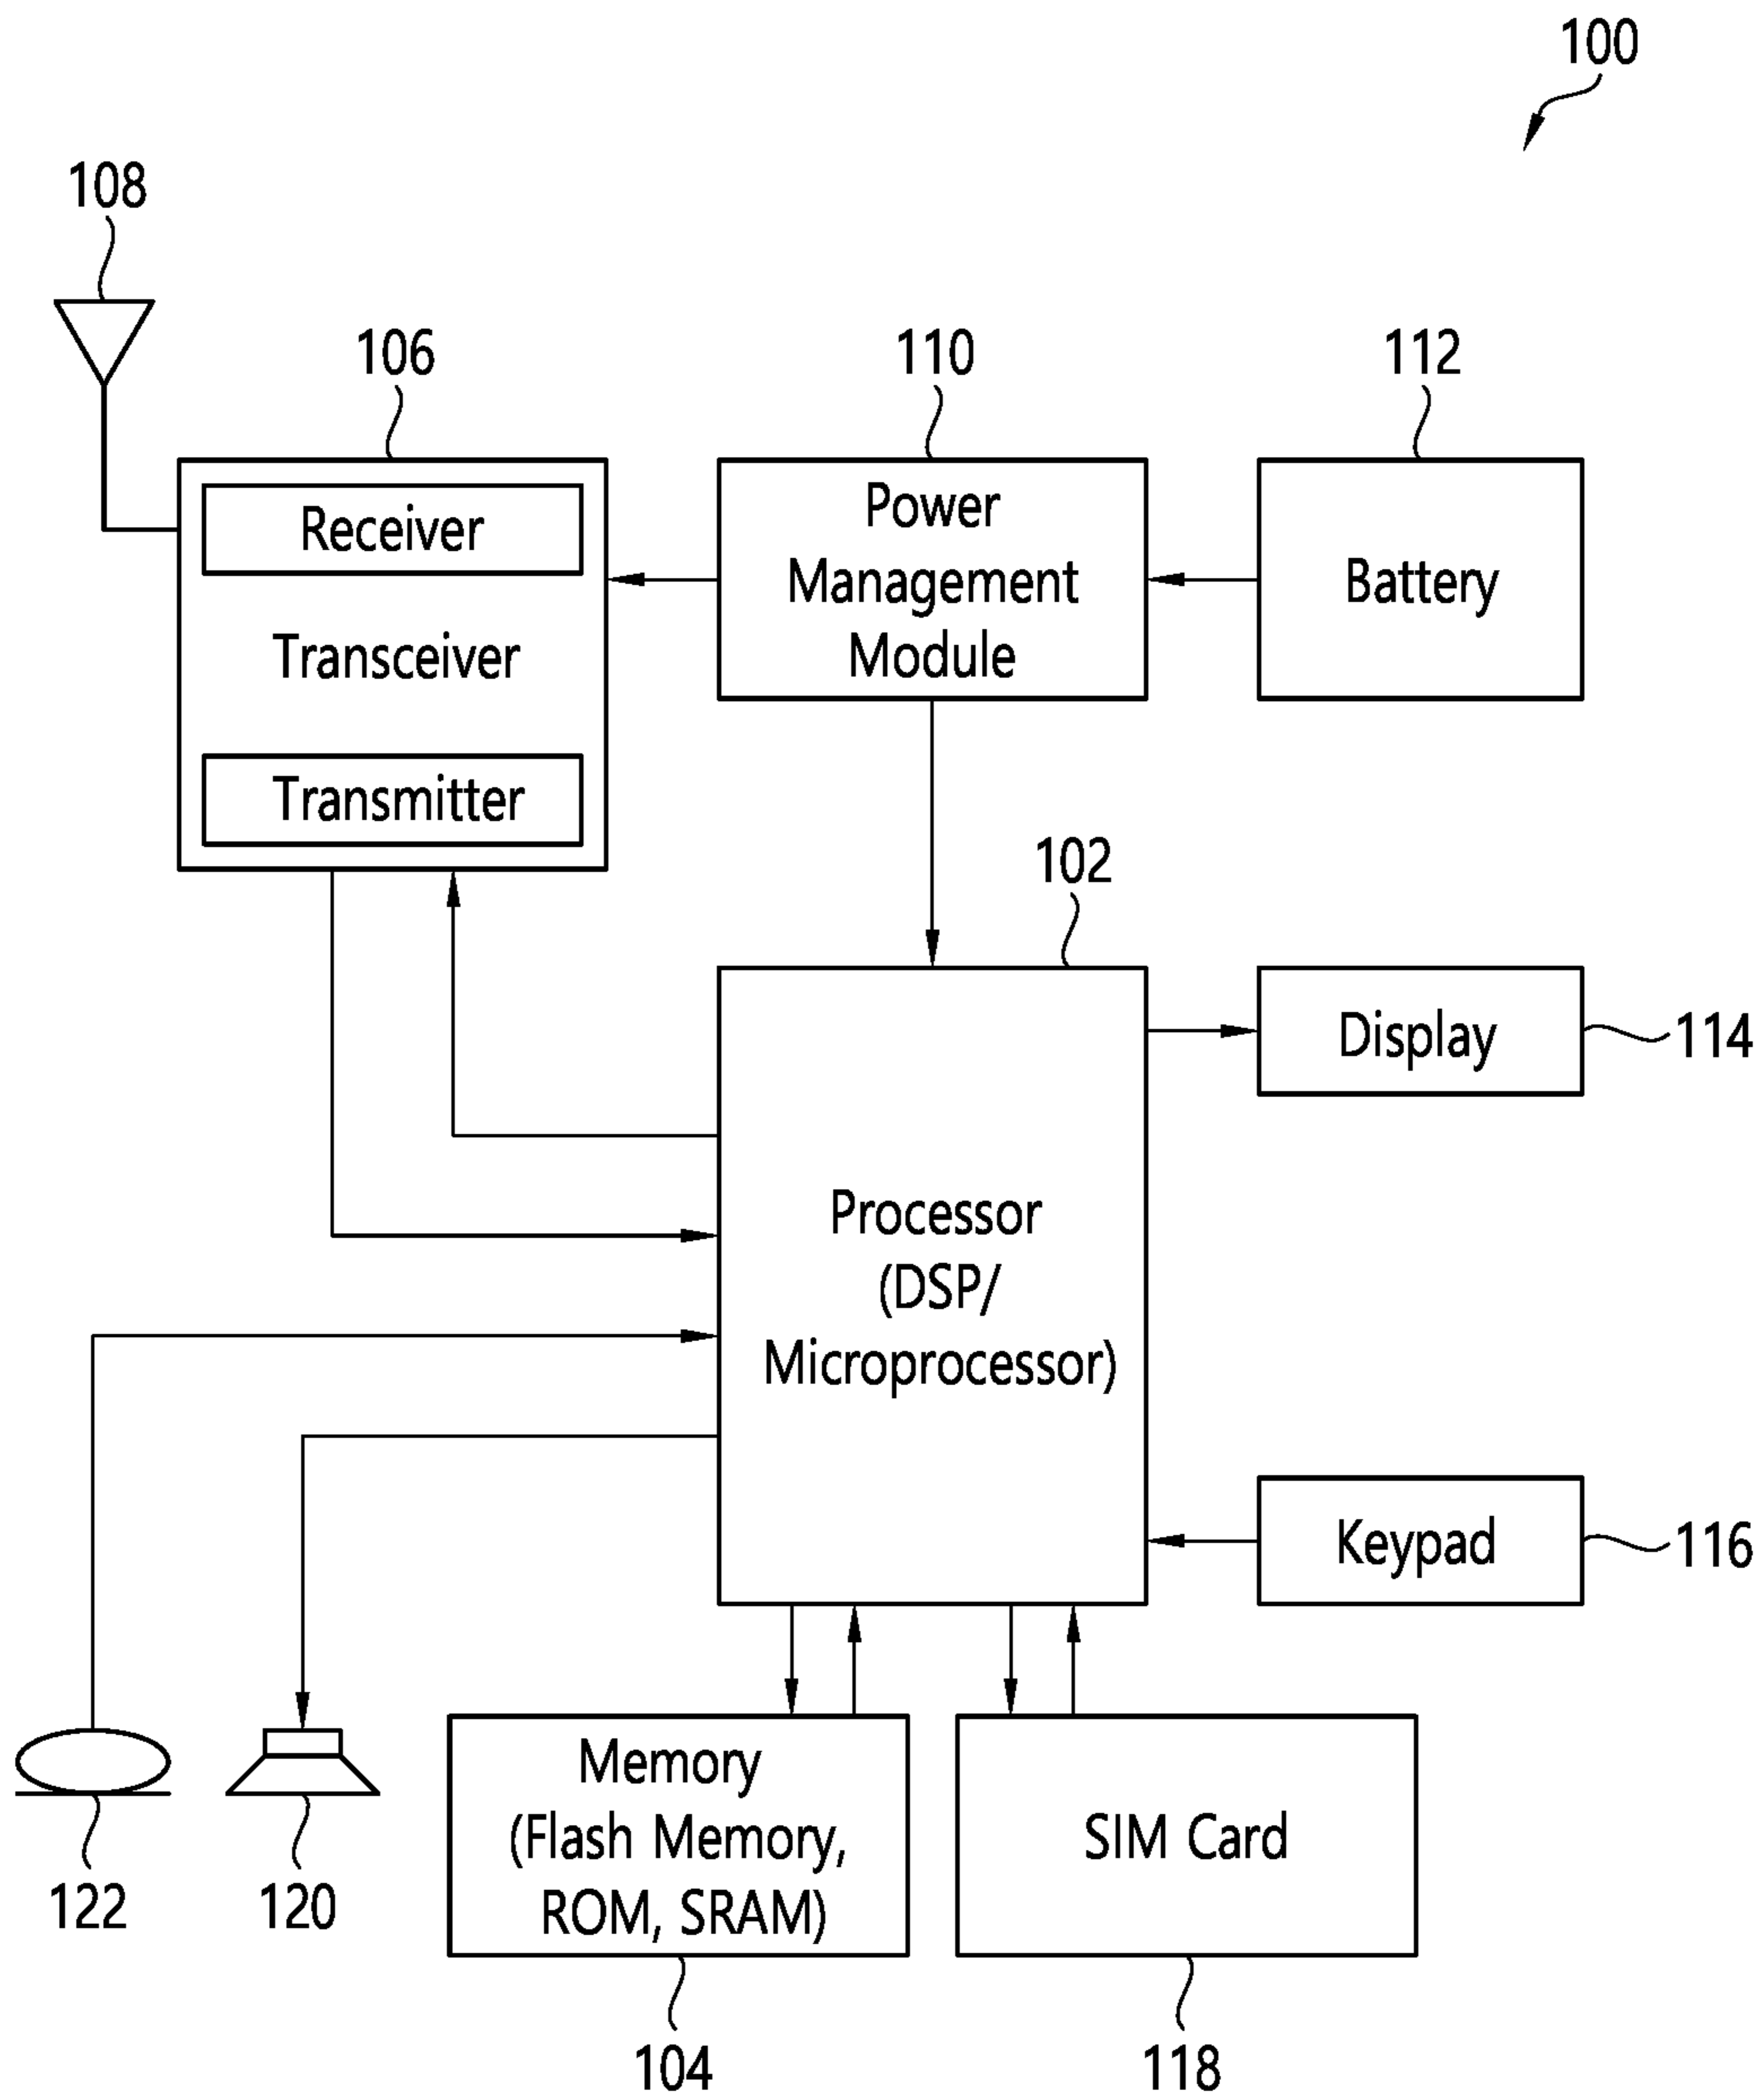 100
108
106
110
112
Receiver
Transceiver
Transmitter
Power
Management
Module
Battery
102
Display
114
Processor
(DSP/
Microprocessor)
Keypad
116
122
120
Memory
(Flash Memory,
ROM, SRAM)
SIM Card
104
118